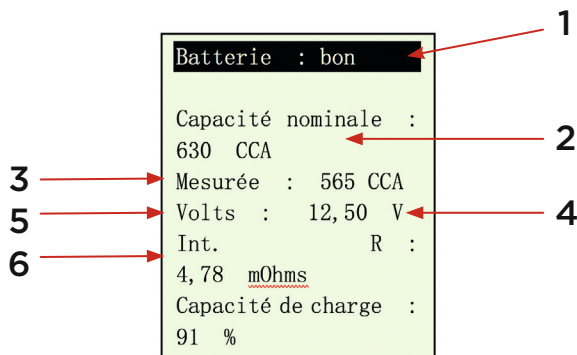 1
Batterie : bon
Capacité nominale :
2
630 CCA
3
Mesurée : 565 CCA
5
Volts : 12,50 V
4
Int. R :
6
4,78 mOhms
Capacité de charge :
91 %